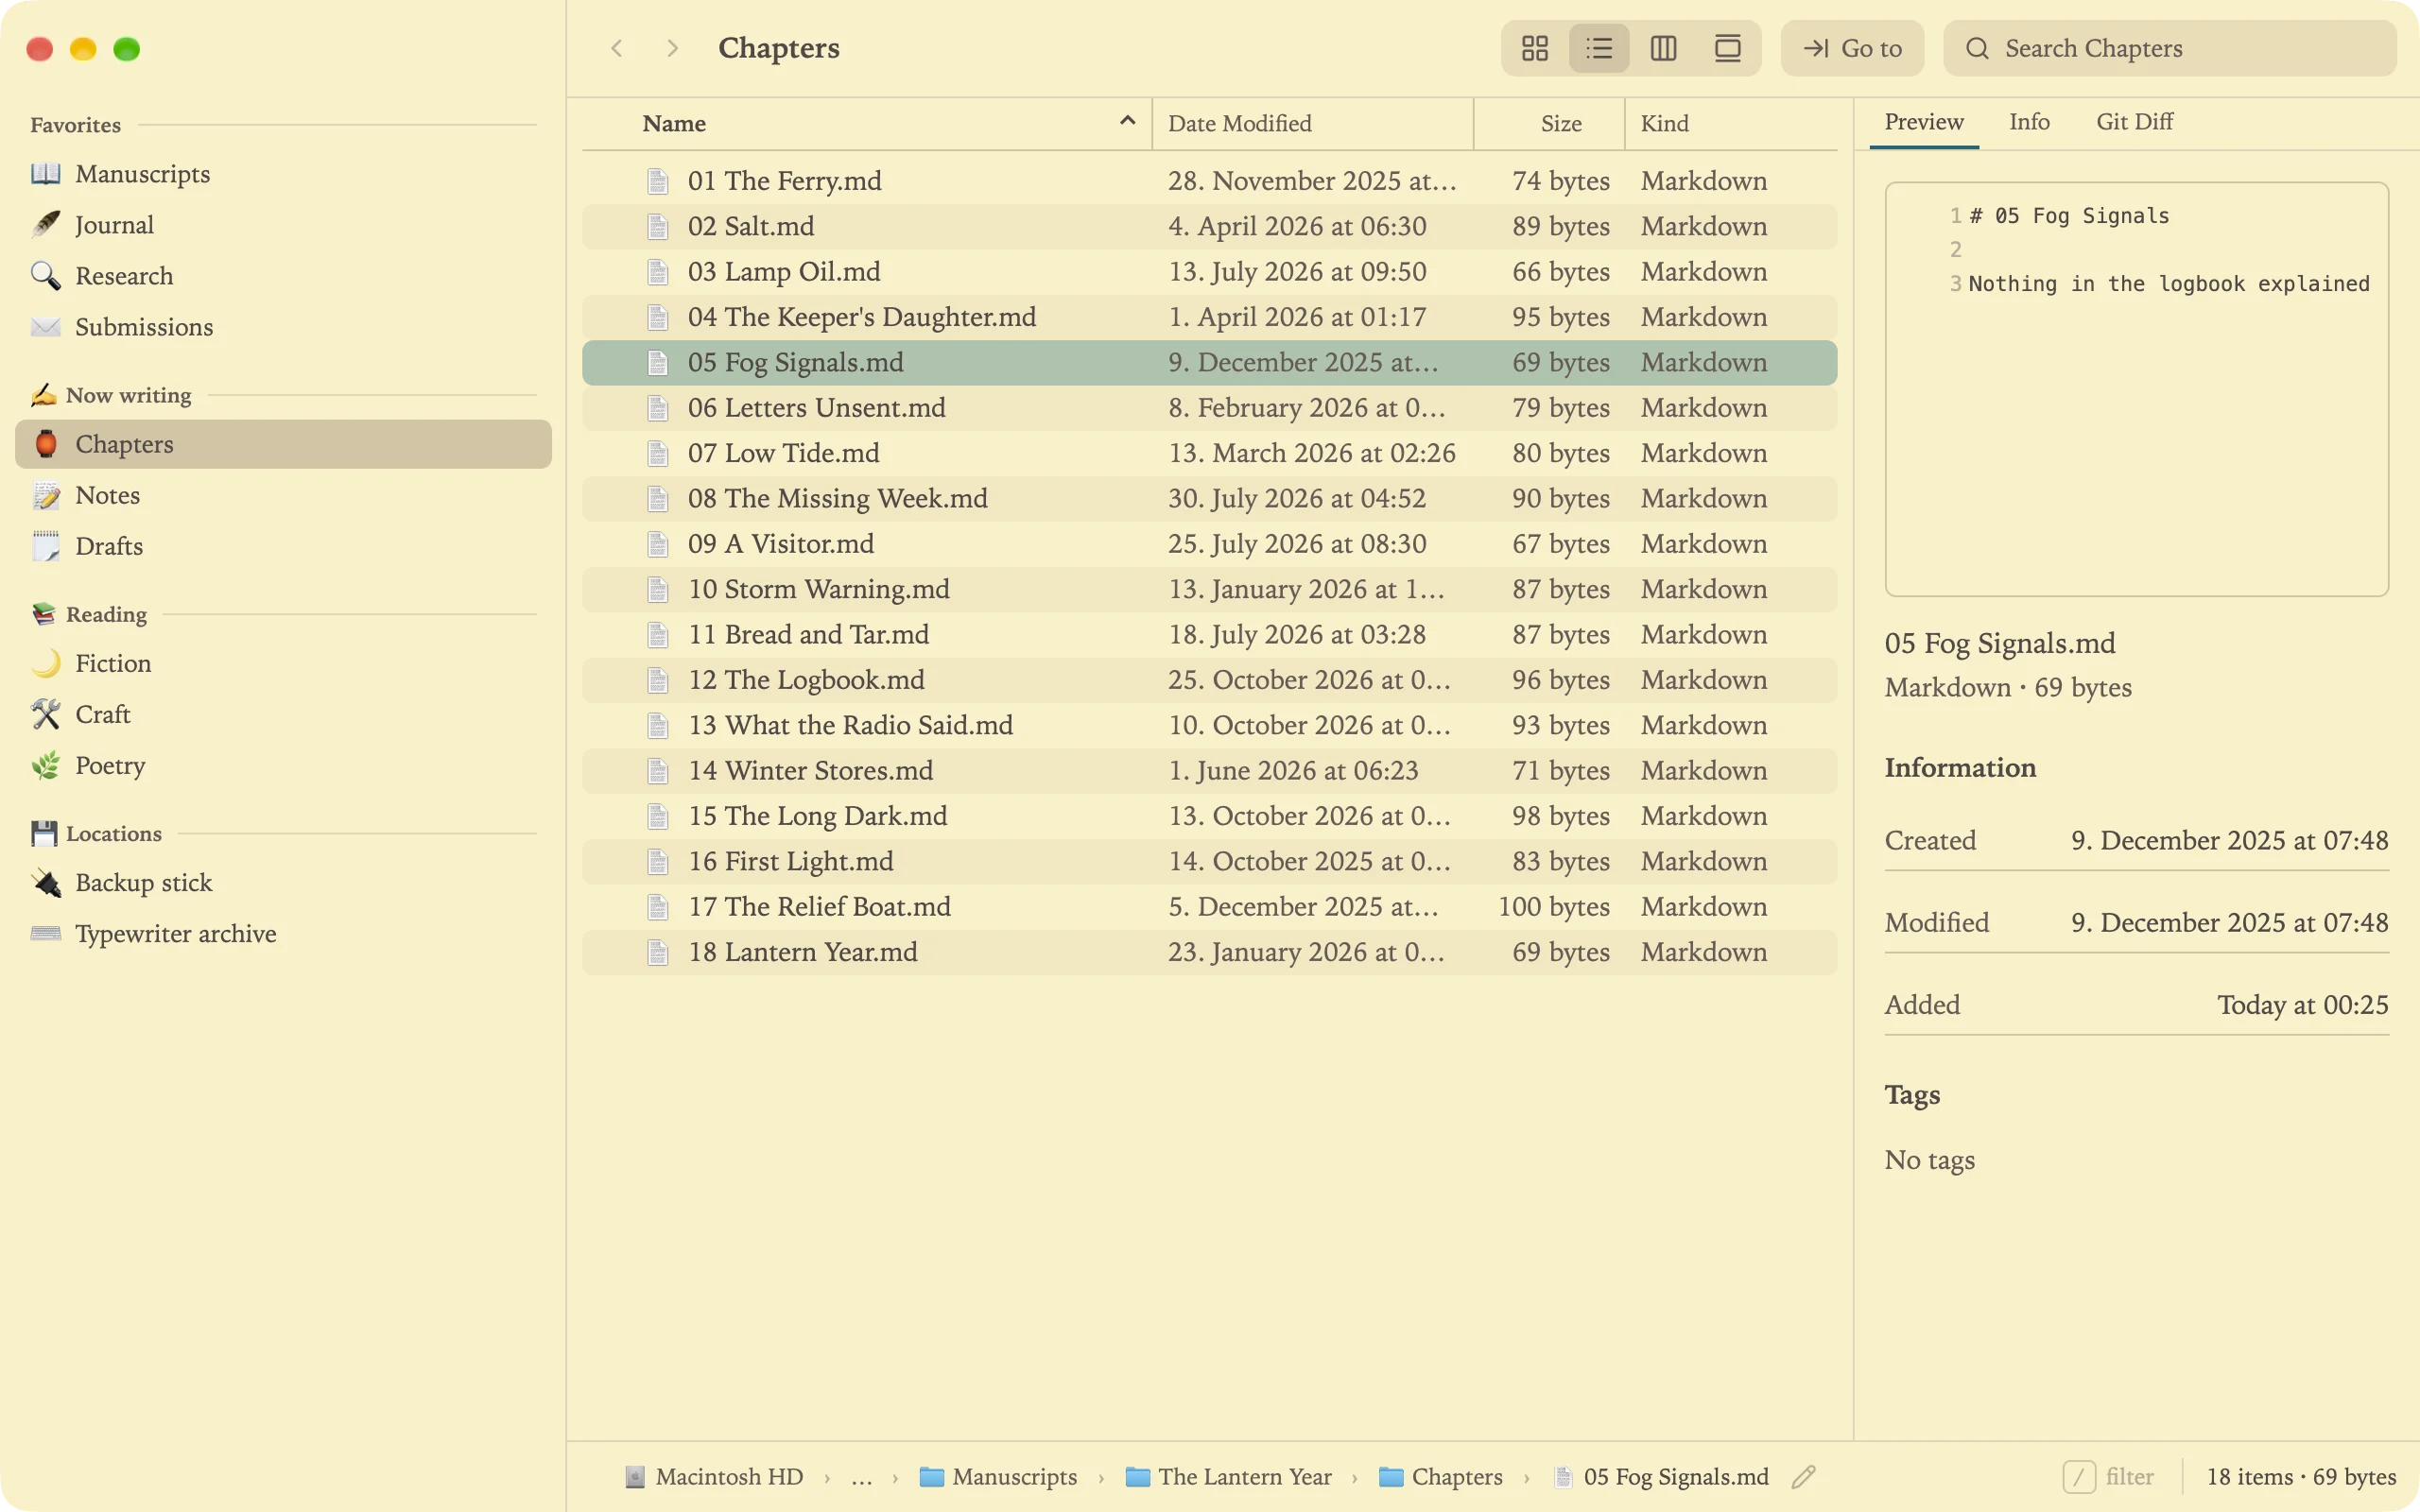 Favorites
Manuscripts
Journal
Research
Submissions
Now writing
Chapters
Notes
Drafts
Reading
Fiction
Craft
Poetry
Locations
Backup stick
Typewriter archive
Chapters
Go to
Search Chapters
Name Date Modified Size Kind
01 The Ferry.md 28. November 2025 at… 74 bytes Markdown
02 Salt.md 4. April 2026 at 06:30 89 bytes Markdown
03 Lamp Oil.md 13. July 2026 at 09:50 66 bytes Markdown
04 The Keeper's Daughter.md 1. April 2026 at 01:17 95 bytes Markdown
05 Fog Signals.md 9. December 2025 at… 69 bytes Markdown
06 Letters Unsent.md 8. February 2026 at 0… 79 bytes Markdown
07 Low Tide.md 13. March 2026 at 02:26 80 bytes Markdown
08 The Missing Week.md 30. July 2026 at 04:52 90 bytes Markdown
09 A Visitor.md 25. July 2026 at 08:30 67 bytes Markdown
10 Storm Warning.md 13. January 2026 at 1… 87 bytes Markdown
11 Bread and Tar.md 18. July 2026 at 03:28 87 bytes Markdown
12 The Logbook.md 25. October 2026 at 0… 96 bytes Markdown
13 What the Radio Said.md 10. October 2026 at 0… 93 bytes Markdown
14 Winter Stores.md 1. June 2026 at 06:23 71 bytes Markdown
15 The Long Dark.md 13. October 2026 at 0… 98 bytes Markdown
16 First Light.md 14. October 2025 at 0… 83 bytes Markdown
17 The Relief Boat.md 5. December 2025 at… 100 bytes Markdown
18 Lantern Year.md 23. January 2026 at 0… 69 bytes Markdown
Preview Info Git Diff
1 # 05 Fog Signals
2
3 Nothing in the logbook explained
05 Fog Signals.md
Markdown · 69 bytes
Information
Created 9. December 2025 at 07:48
Modified 9. December 2025 at 07:48
Added Today at 00:25
Tags
No tags
Macintosh HD › … › Manuscripts › The Lantern Year › Chapters › 05 Fog Signals.md
/ filter
18 items · 69 bytes